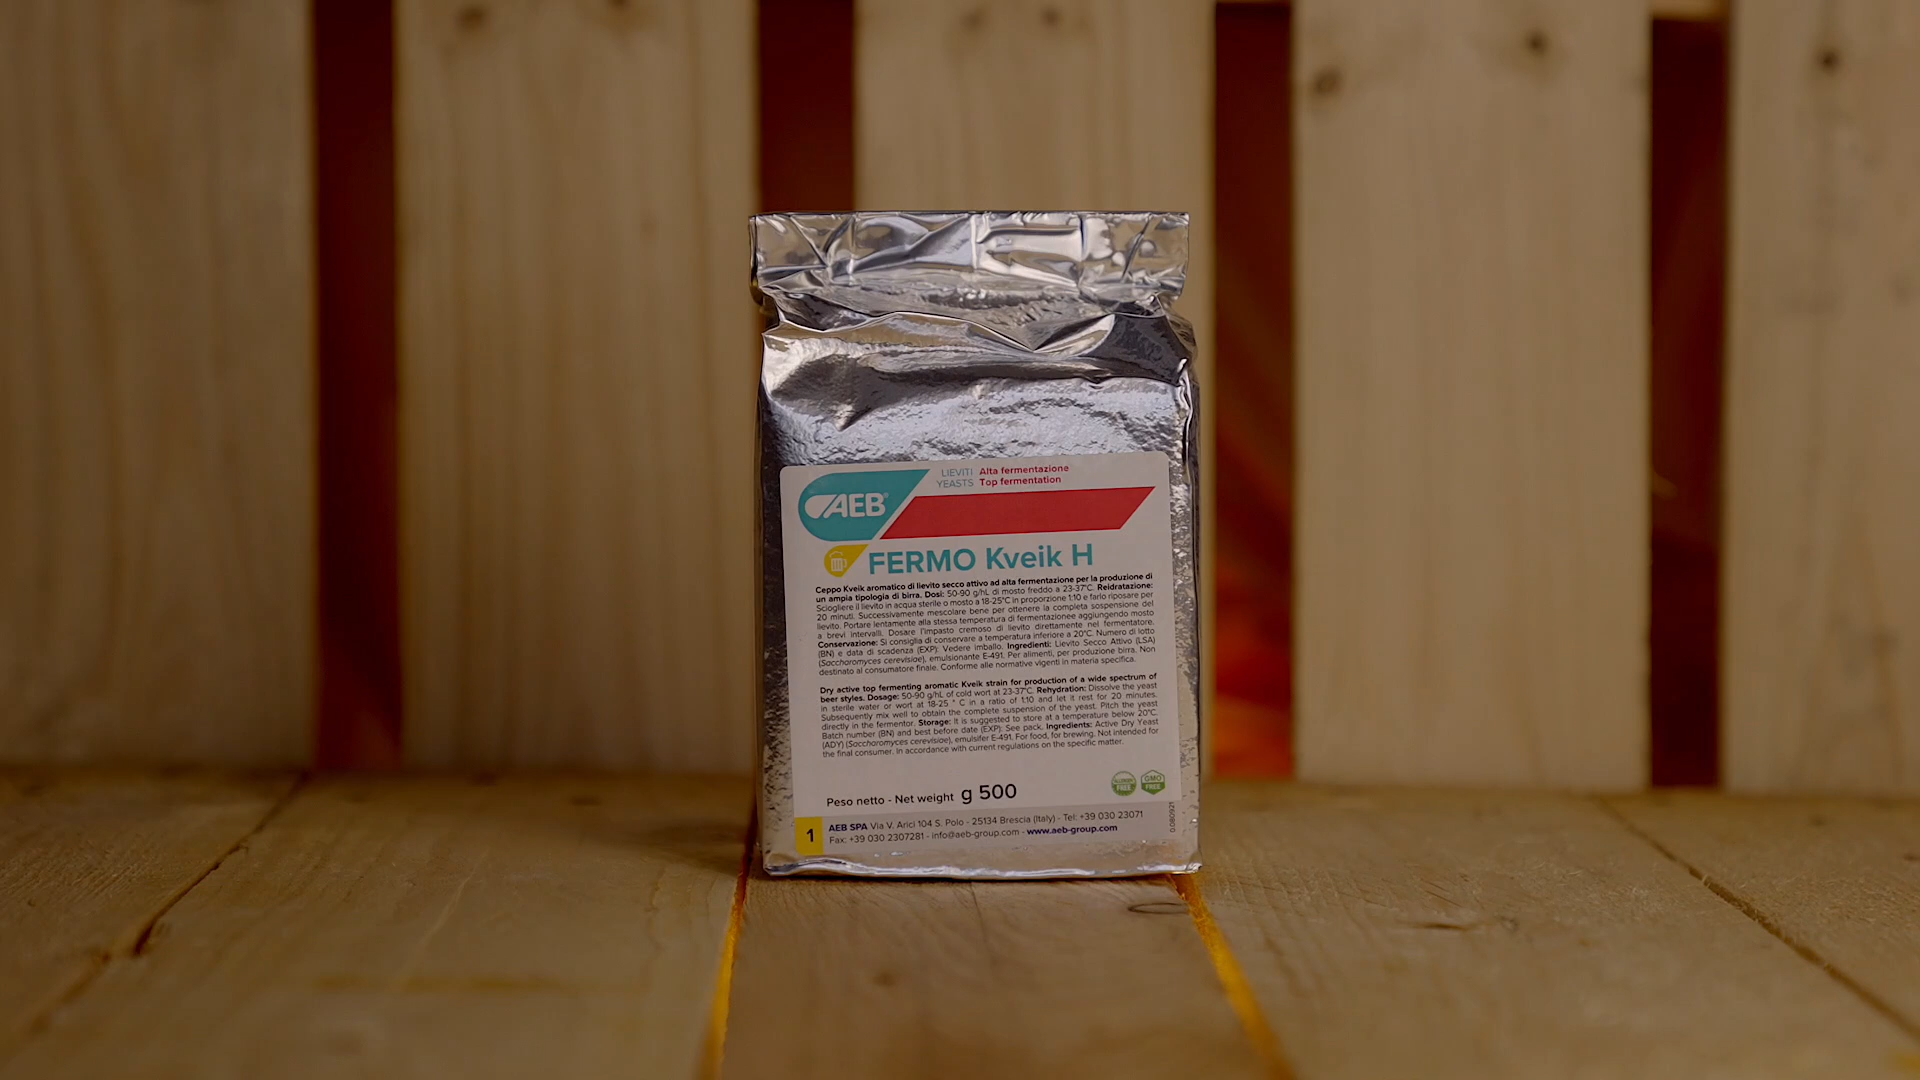 LIEVITI Alta fermentazione
YEASTS Top fermentation
AEB®
FERMO Kveik H
Ceppo Kveik aromatico di lievito secco attivo ad alta fermentazione per la produzione di
un ampia tipologia di birra. Dosi: 50-90 g/hL di mosto freddo a 23-37°C. Reidratazione:
Sciogliere il lievito in acqua sterile o mosto a 18-25°C in proporzione 1:10 e farlo riposare per
20 minuti. Successivamente mescolare bene per ottenere la completa sospensione del
lievito. Portare lentamente alla stessa temperatura di fermentazionee aggiungendo mosto
a brevi intervalli. Dosare l'impasto cremoso di lievito direttamente nel fermentatore.
Conservazione: Si consiglia di conservare a temperatura inferiore a 20°C. Numero di lotto
(BN) e data di scadenza (EXP): Vedere imballo. Ingredienti: Lievito Secco Attivo (LSA)
(Saccharomyces cerevisiae), emulsionante E-491. Per alimenti, per produzione birra. Non
destinato al consumatore finale. Conforme alle normative vigenti in materia specifica.
Dry active top fermenting aromatic Kveik strain for production of a wide spectrum of
beer styles. Dosage: 50-90 g/hL of cold wort at 23-37°C. Rehydration: Dissolve the yeast
in sterile water or wort at 18-25 ° C in a ratio of 1:10 and let it rest for 20 minutes.
Subsequently mix well to obtain the complete suspension of the yeast. Pitch the yeast
directly in the fermentor. Storage: It is suggested to store at a temperature below 20°C.
Batch number (BN) and best before date (EXP): See pack. Ingredients: Active Dry Yeast
(ADY) (Saccharomyces cerevisiae), emulsifer E-491. For food, for brewing. Not intended for
the final consumer. In accordance with current regulations on the specific matter.
Peso netto - Net weight g 500
ALLERGEN FREE
GMO FREE
1 AEB SPA Via V. Arici 104 S. Polo - 25134 Brescia (Italy) - Tel: +39 030 23071
Fax: +39 030 2307281 - info@aeb-group.com - www.aeb-group.com
0.080921